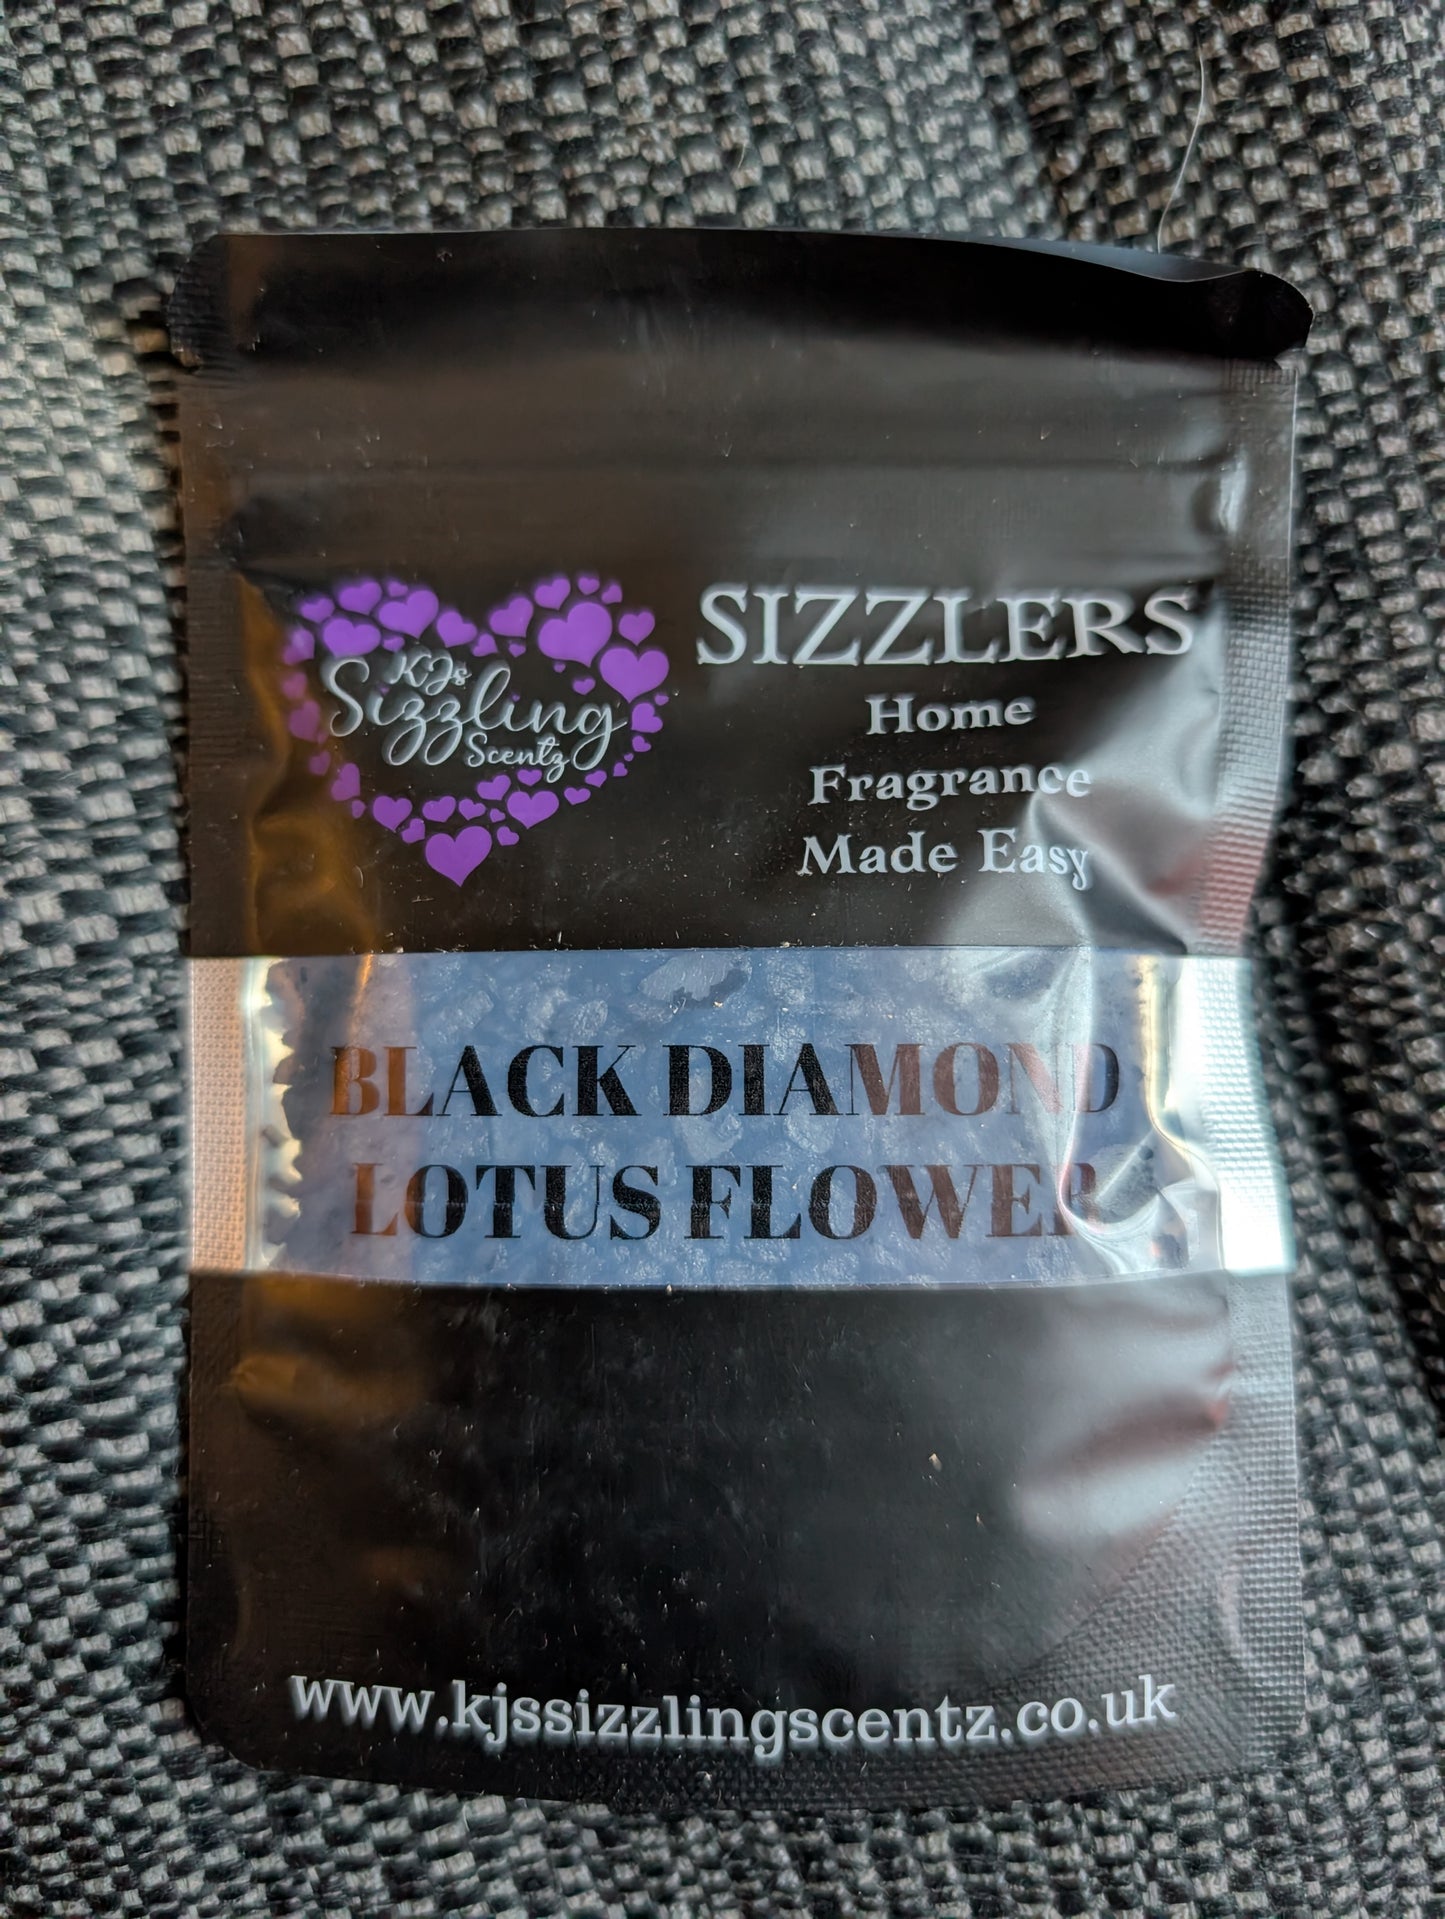 KJs
Sizzling
Scentz
SIZZLERS
Home
Fragrance
Made Easy
BLACK DIAMOND
LOTUS FLOWER
www.kjssizzlingscentz.co.uk